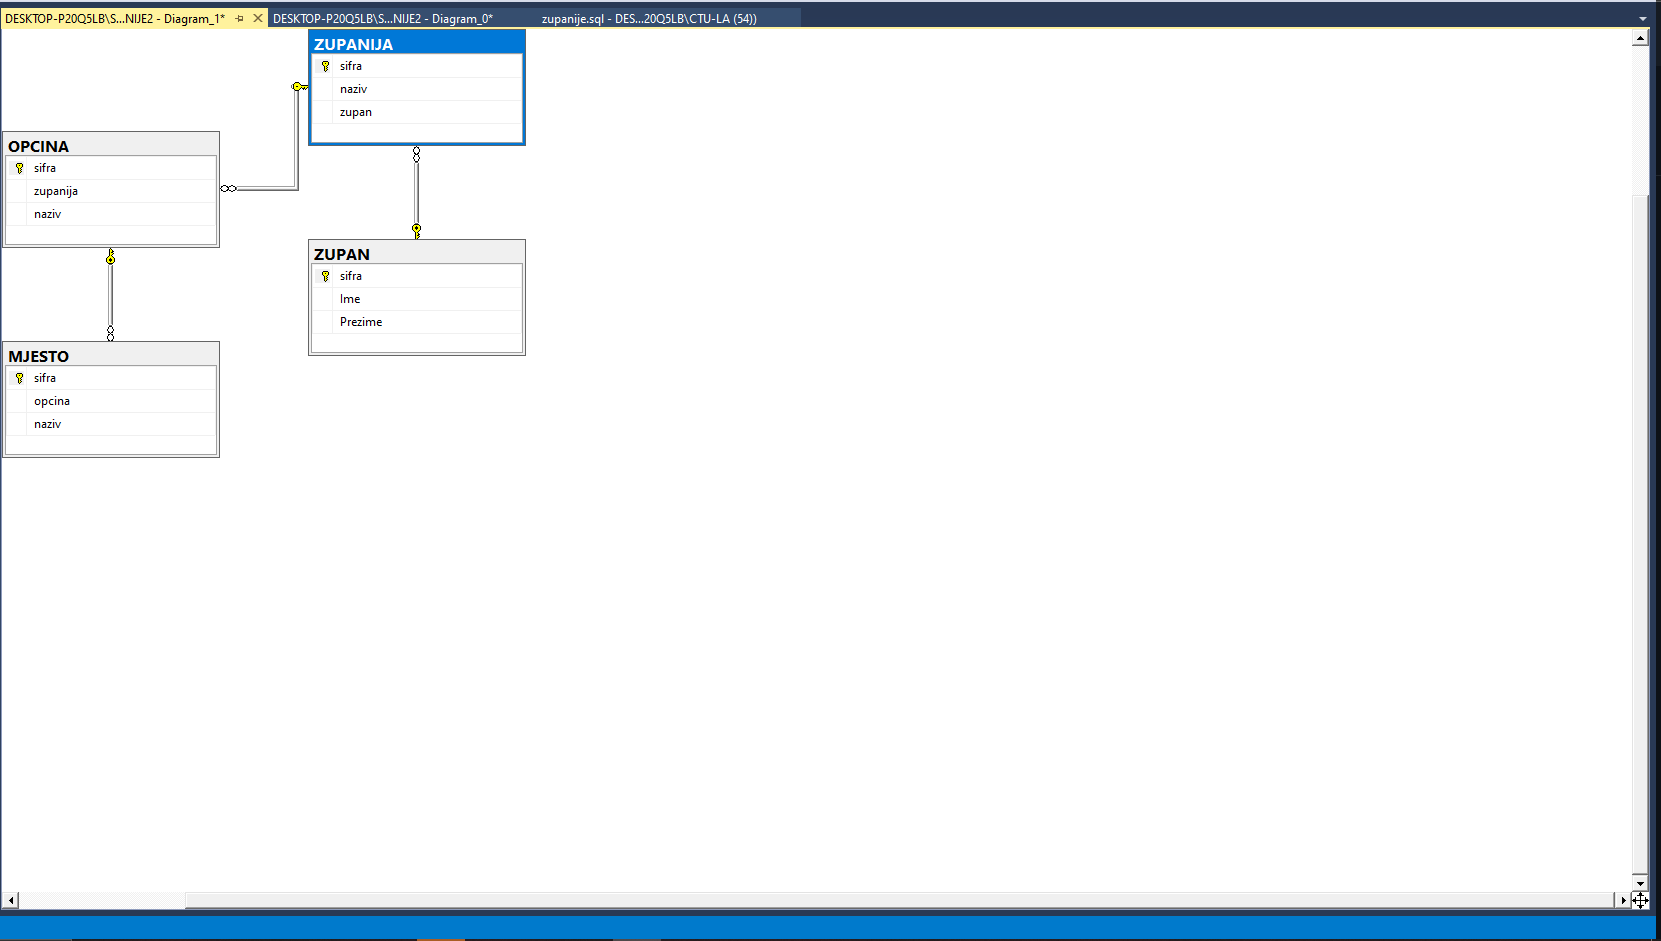 DESKTOP-P20Q5LB\S...NIJE2 - Diagram_1*
DESKTOP-P20Q5LB\S...NIJE2 - Diagram_0*
zupanije.sql - DES...20Q5LB\CTU-LA (54))
ZUPANIJA
sifra
naziv
zupan
OPCINA
sifra
zupanija
naziv
ZUPAN
sifra
Ime
Prezime
MJESTO
sifra
opcina
naziv